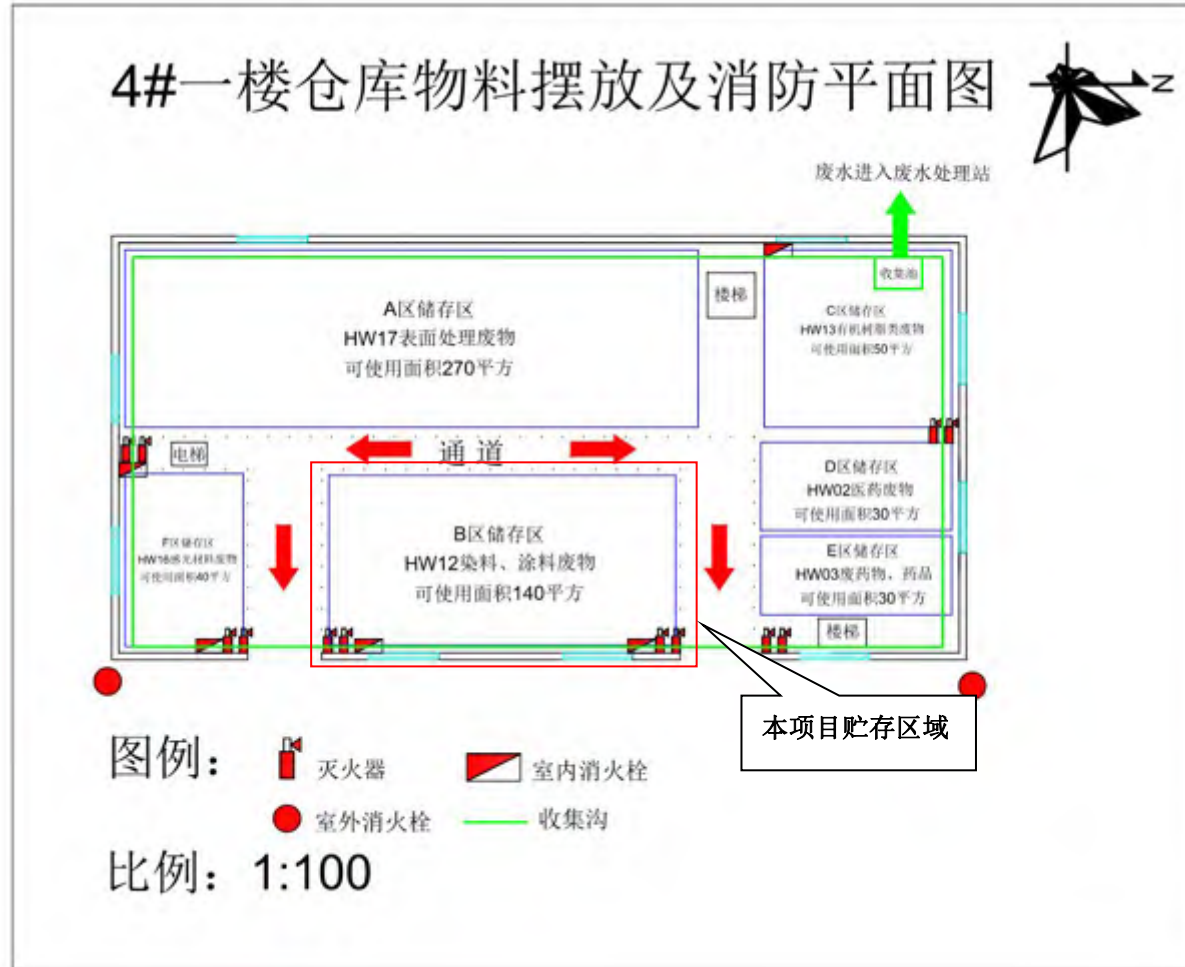 4#一楼仓库物料摆放及消防平面图
N
废水进入废水处理站
收集池
楼梯
A区储存区
HW17表面处理废物
可使用面积270平方
C区储存区
HW13有机树脂类废物
可使用面积50平方
电梯
通道
D区储存区
HW02医药废物
可使用面积30平方
F区储存区
HW16感光材料废物
可使用面积40平方
B区储存区
HW12染料、涂料废物
可使用面积140平方
E区储存区
HW03废药物、药品
可使用面积30平方
楼梯
本项目贮存区域
图例：
灭火器
室内消火栓
室外消火栓
收集沟
比例：1:100